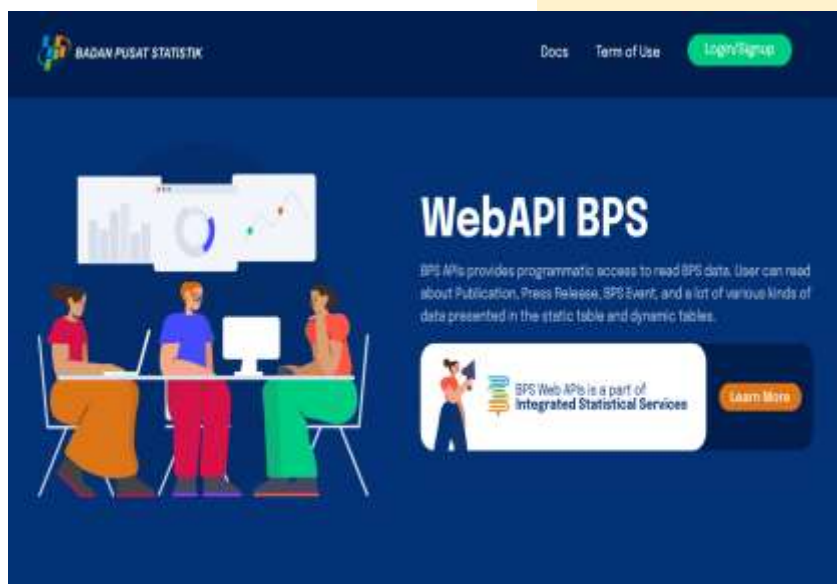 BADAN PUSAT STATISTIK
Docs
Term of Use
Login/Signup
WebAPI BPS
BPS APIs provides programmatic access to read BPS data. User can read
about Publication, Press Release, BPS Event, and a lot of various kinds of
data presented in the static table and dynamic tables.
BPS Web APIs is a part of
Integrated Statistical Services
Learn More